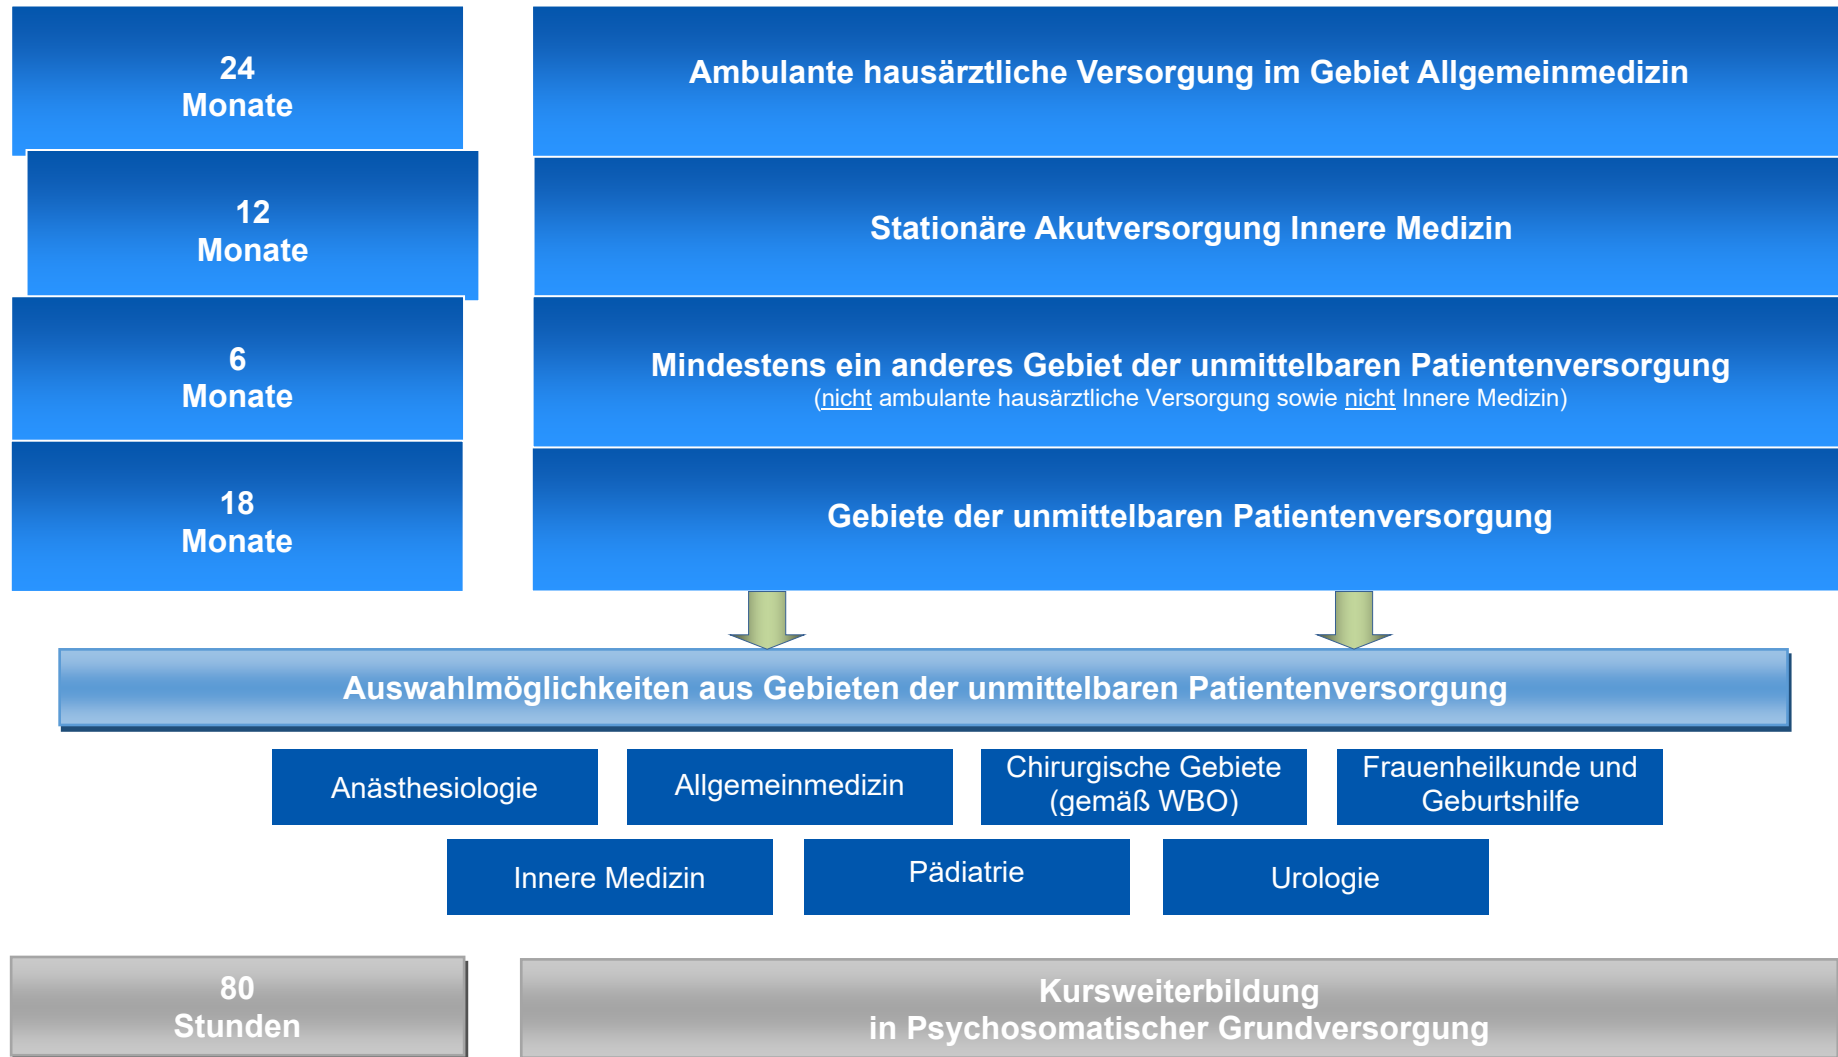 24
Monate
Ambulante hausärztliche Versorgung im Gebiet Allgemeinmedizin
12
Monate
Stationäre Akutversorgung Innere Medizin
6
Monate
Mindestens ein anderes Gebiet der unmittelbaren Patientenversorgung
(nicht ambulante hausärztliche Versorgung sowie nicht Innere Medizin)
18
Monate
Gebiete der unmittelbaren Patientenversorgung
Auswahlmöglichkeiten aus Gebieten der unmittelbaren Patientenversorgung
Anästhesiologie
Allgemeinmedizin
Chirurgische Gebiete
(gemäß WBO)
Frauenheilkunde und
Geburtshilfe
Innere Medizin
Pädiatrie
Urologie
80
Stunden
Kursweiterbildung
in Psychosomatischer Grundversorgung